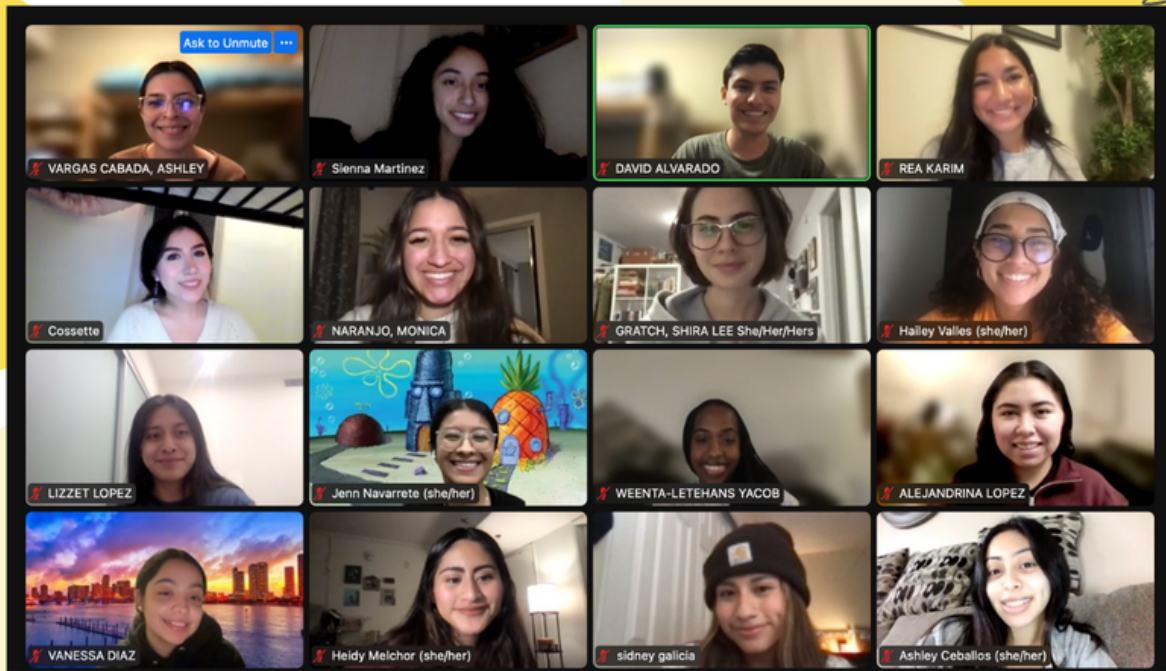 Ask to Unmute
VARGAS CABADA, ASHLEY
Sienna Martinez
DAVID ALVARADO
REA KARIM
Cossette
NARANJO, MONICA
GRATCH, SHIRA LEE She/Her/Hers
Hailey Valles (she/her)
LIZZET LOPEZ
Jenn Navarrete (she/her)
WEENTA-LETEHANS YACOB
ALEJANDRINA LOPEZ
VANESSA DIAZ
Heidy Melchor (she/her)
sidney galicia
Ashley Ceballos (she/her)